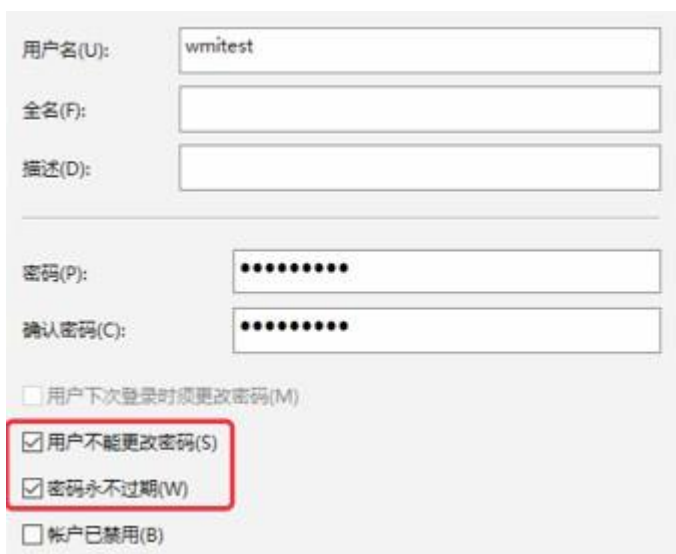 用户名(U): wmitest
全名(F):
描述(D):
密码(P): ●●●●●●●●●
确认密码(C): ●●●●●●●●●
用户下次登录时须更改密码(M)
用户不能更改密码(S)
密码永不过期(W)
帐户已禁用(B)